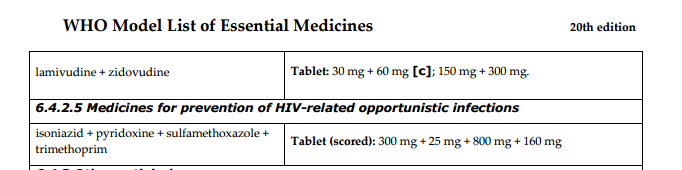 WHO Model List of Essential Medicines 20th edition
lamivudine + zidovudine Tablet: 30 mg + 60 mg [c]; 150 mg + 300 mg.
6.4.2.5 Medicines for prevention of HIV-related opportunistic infections
isoniazid + pyridoxine + sulfamethoxazole +
trimethoprim
Tablet (scored): 300 mg + 25 mg + 800 mg + 160 mg